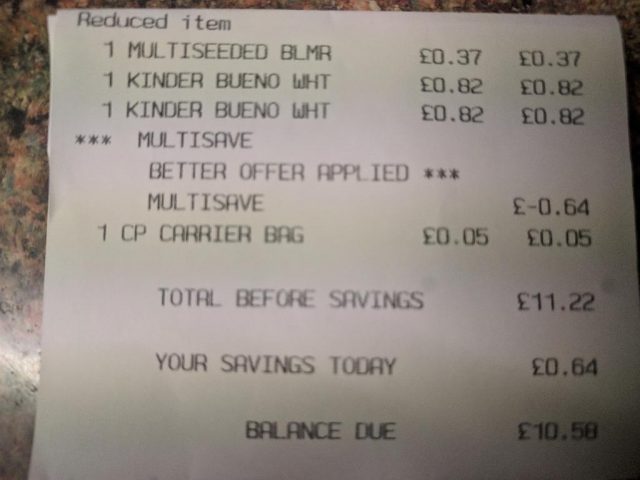 Reduced item
1 MULTISEEDED BLMR £0.37 £0.37
1 KINDER BUENO WHT £0.82 £0.82
1 KINDER BUENO WHT £0.82 £0.82
*** MULTISAVE
BETTER OFFER APPLIED ***
MULTISAVE £-0.64
1 CP CARRIER BAG £0.05 £0.05
TOTAL BEFORE SAVINGS £11.22
YOUR SAVINGS TODAY £0.64
BALANCE DUE £10.58